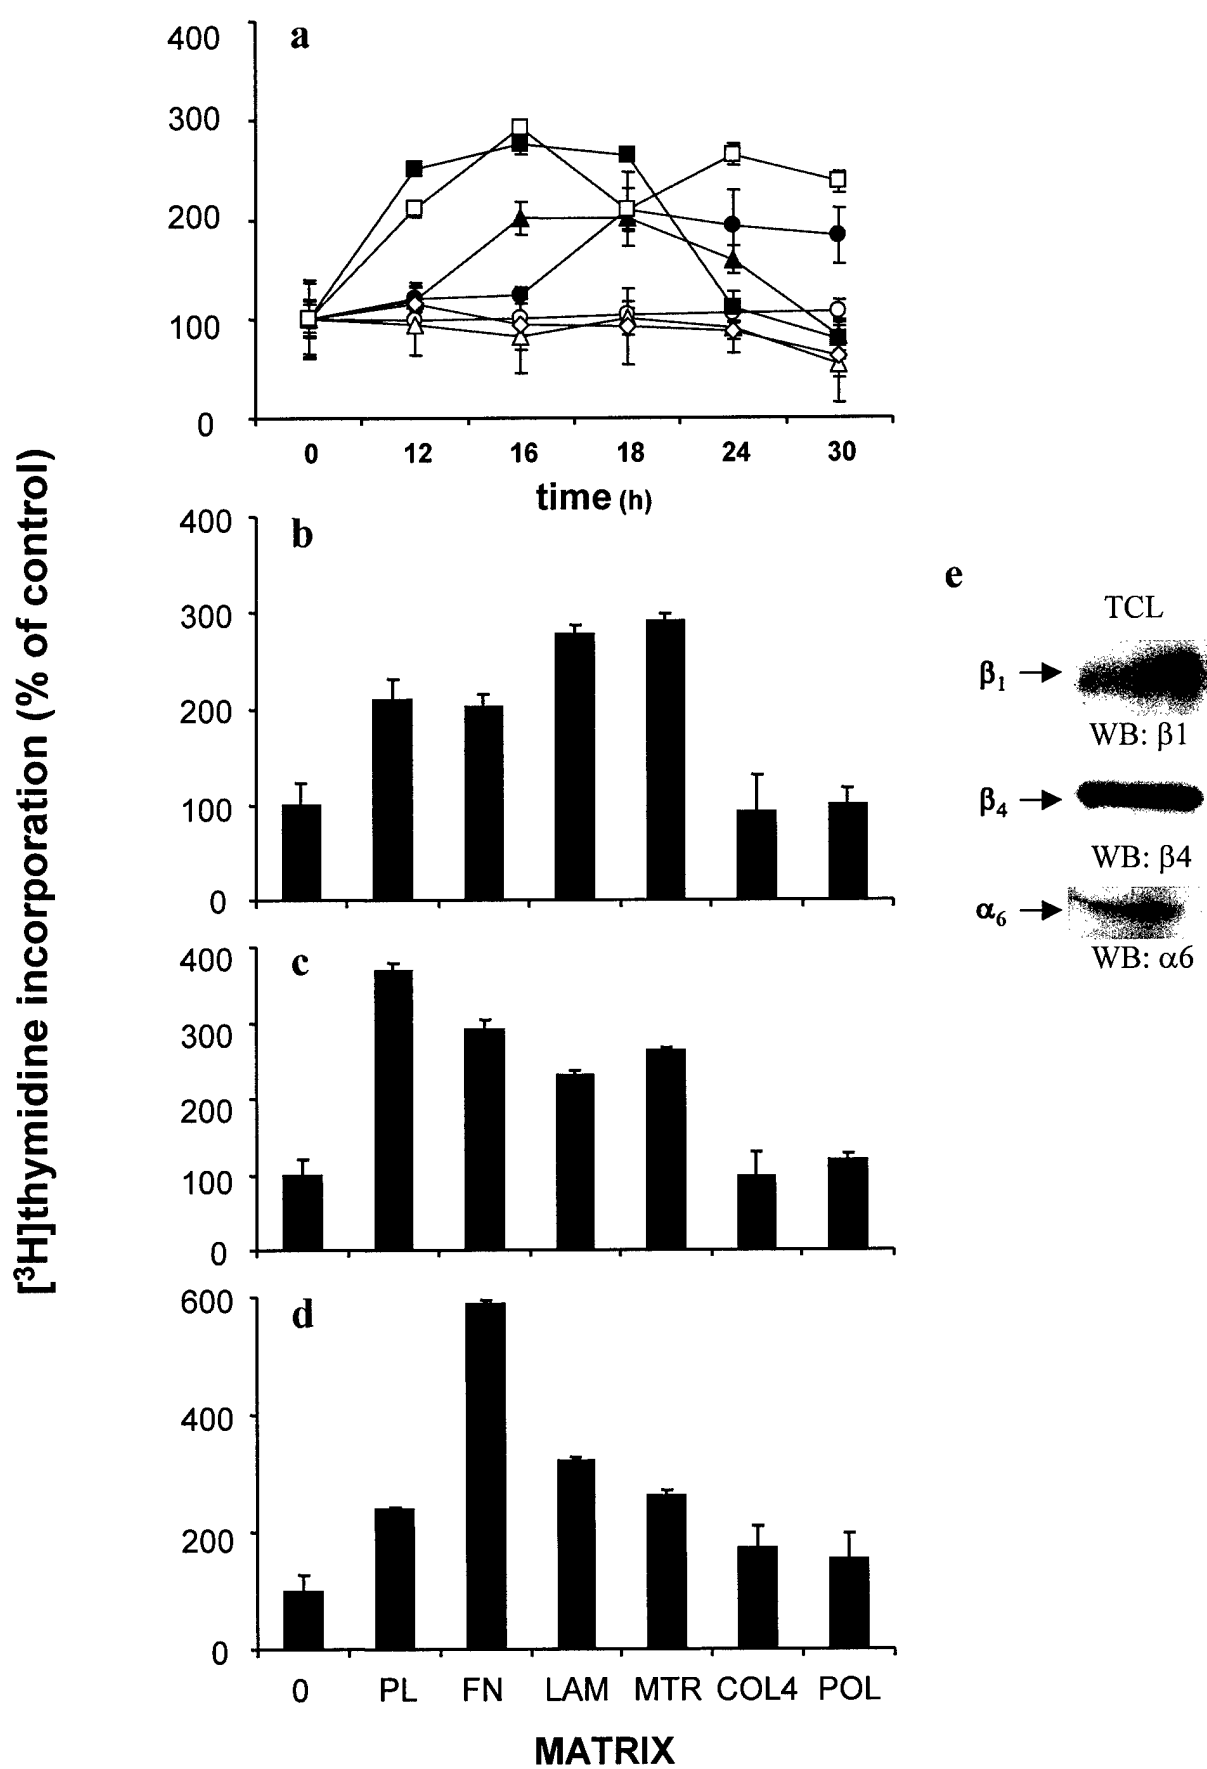 [³H]thymidine incorporation (% of control)
a
400
300
200
100
0
0 12 16 18 24 30
time (h)
b
400
300
200
100
0
c
400
300
200
100
0
d
600
400
200
0
0 PL FN LAM MTR COL4 POL
MATRIX
e
TCL
β₁
WB: β1
β₄
WB: β4
α₆
WB: α6